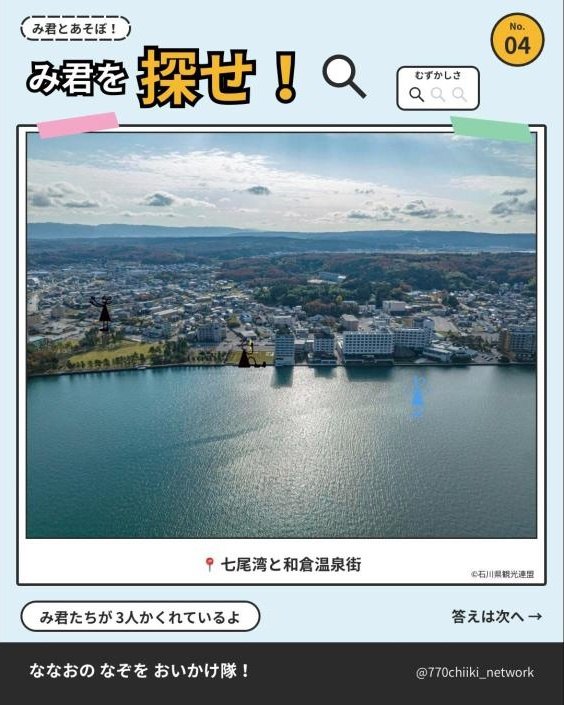 み君とあそぼ！
No.
04
み君を 探せ！
むずかしさ
七尾湾と和倉温泉街
©石川県観光連盟
み君たちが 3人かくれているよ
答えは次へ →
ななおの なぞを おいかけ隊！
@770chiiki_network